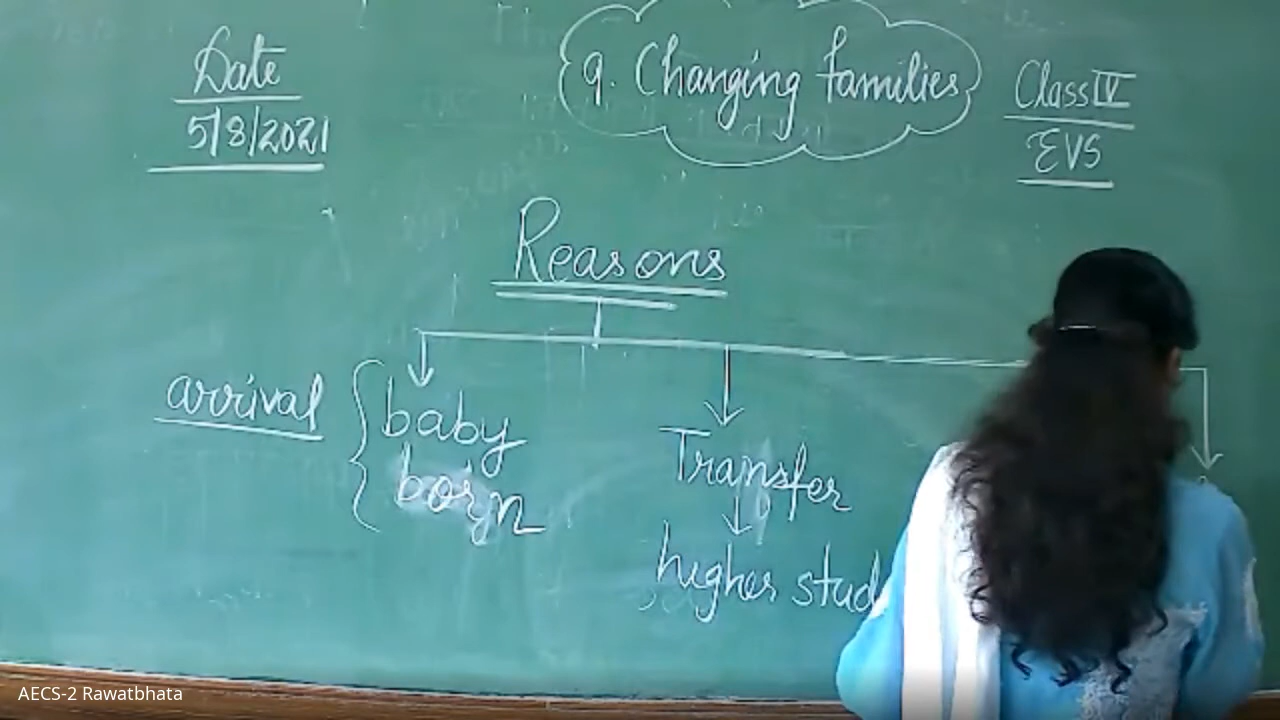 Date
5/8/2021
9. Changing families
Class IV
EVS
Reasons
arrival
baby
born
Transfer
higher stud
AECS-2 Rawatbhata